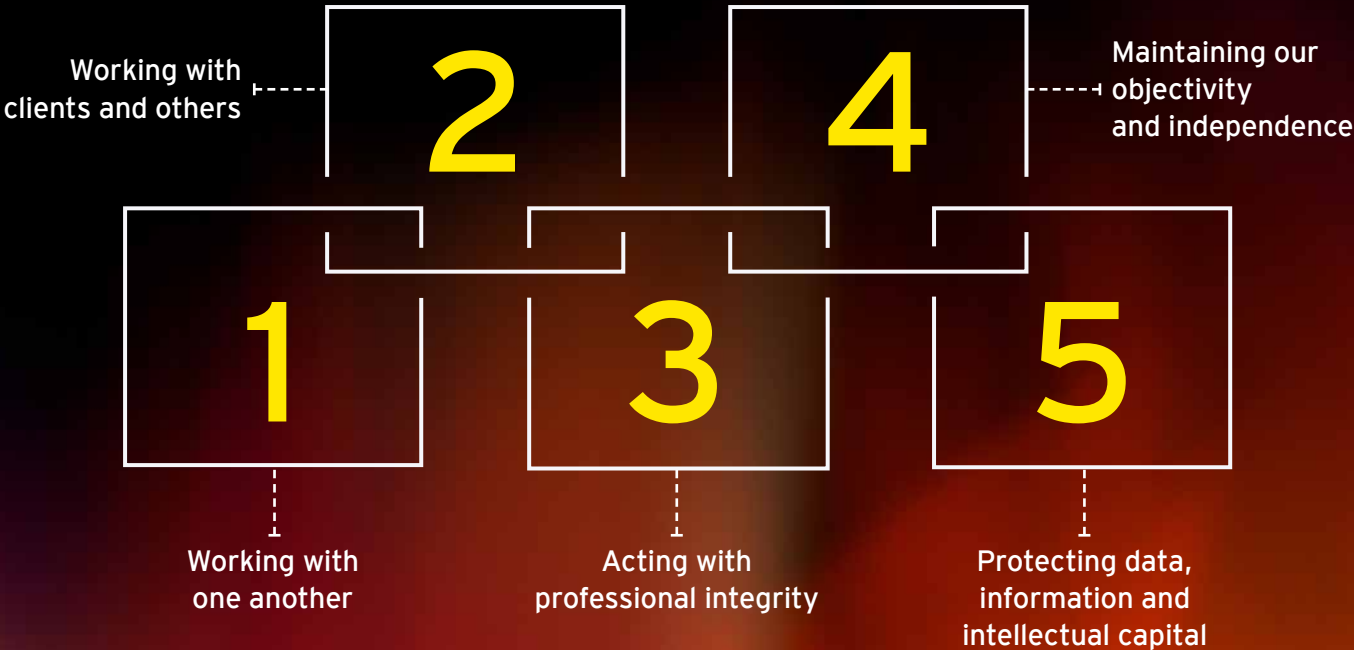 2
4
Working with
clients and others
Maintaining our
objectivity
and independence
1
3
5
Working with
one another
Acting with
professional integrity
Protecting data,
information and
intellectual capital